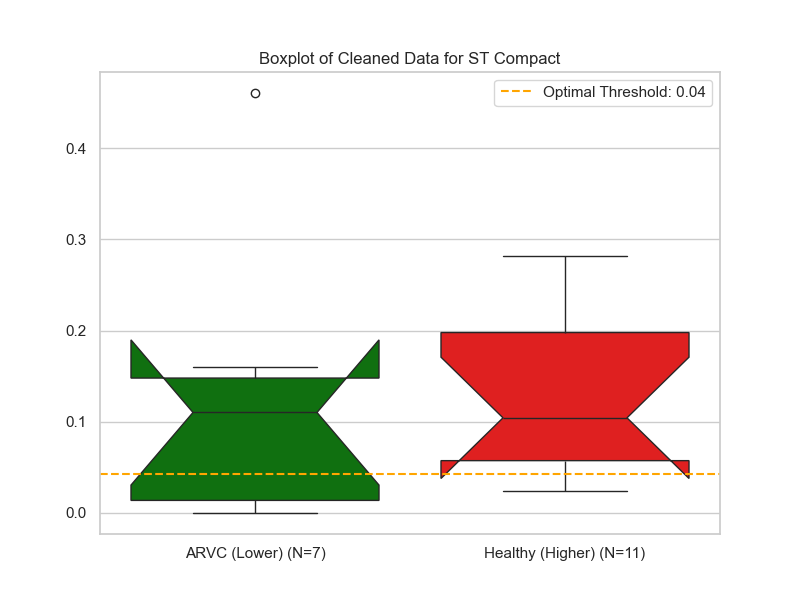 Boxplot of Cleaned Data for ST Compact
Optimal Threshold: 0.04
0.4
0.3
0.2
0.1
0.0
ARVC (Lower) (N=7)
Healthy (Higher) (N=11)